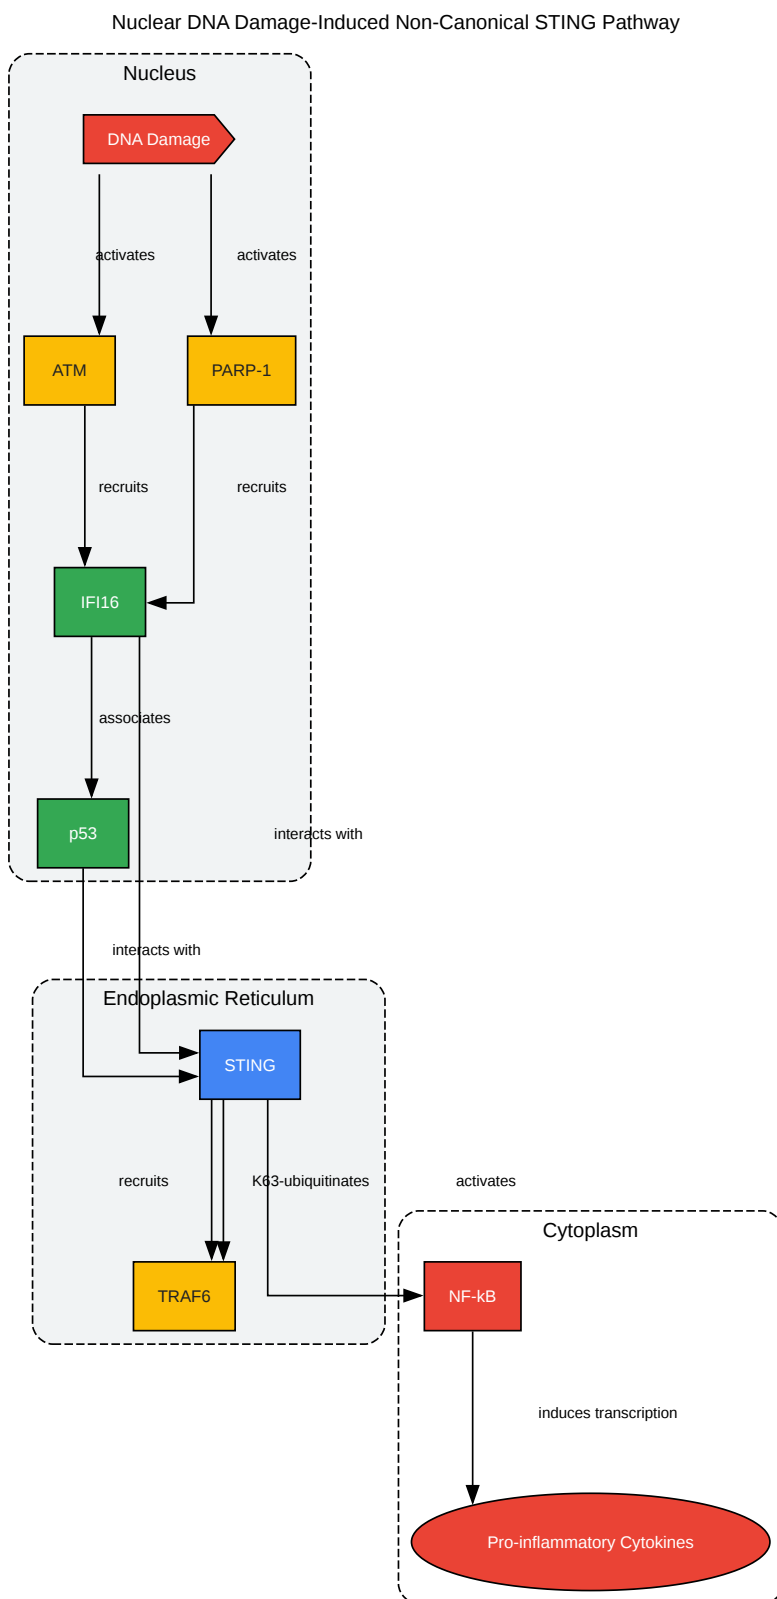 Nuclear DNA Damage-Induced Non-Canonical STING Pathway
Nucleus
DNA Damage
activates
activates
ATM
PARP-1
recruits
recruits
IFI16
associates
p53
interacts with
interacts with
Endoplasmic Reticulum
STING
recruits
K63-ubiquitinates
activates
Cytoplasm
TRAF6
NF-kB
induces transcription
Pro-inflammatory Cytokines